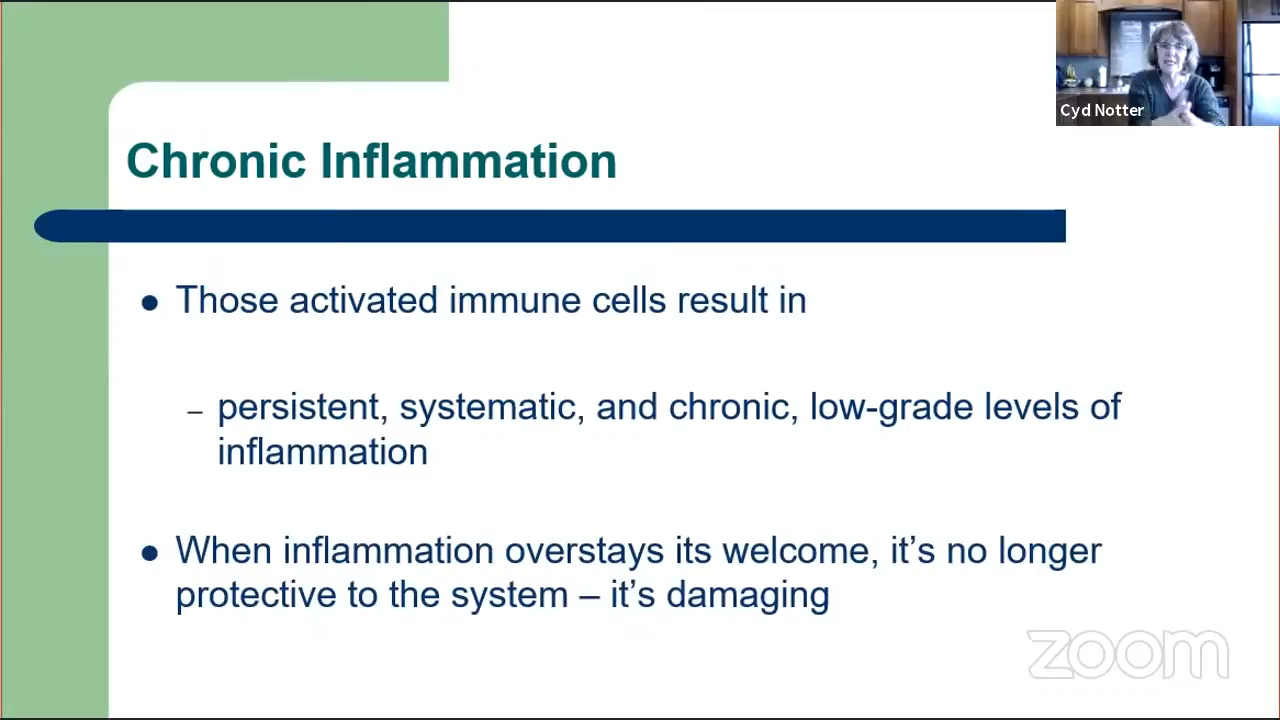 Cyd Notter
Chronic Inflammation
● Those activated immune cells result in
– persistent, systematic, and chronic, low-grade levels of
inflammation
● When inflammation overstays its welcome, it’s no longer
protective to the system – it’s damaging
zoom